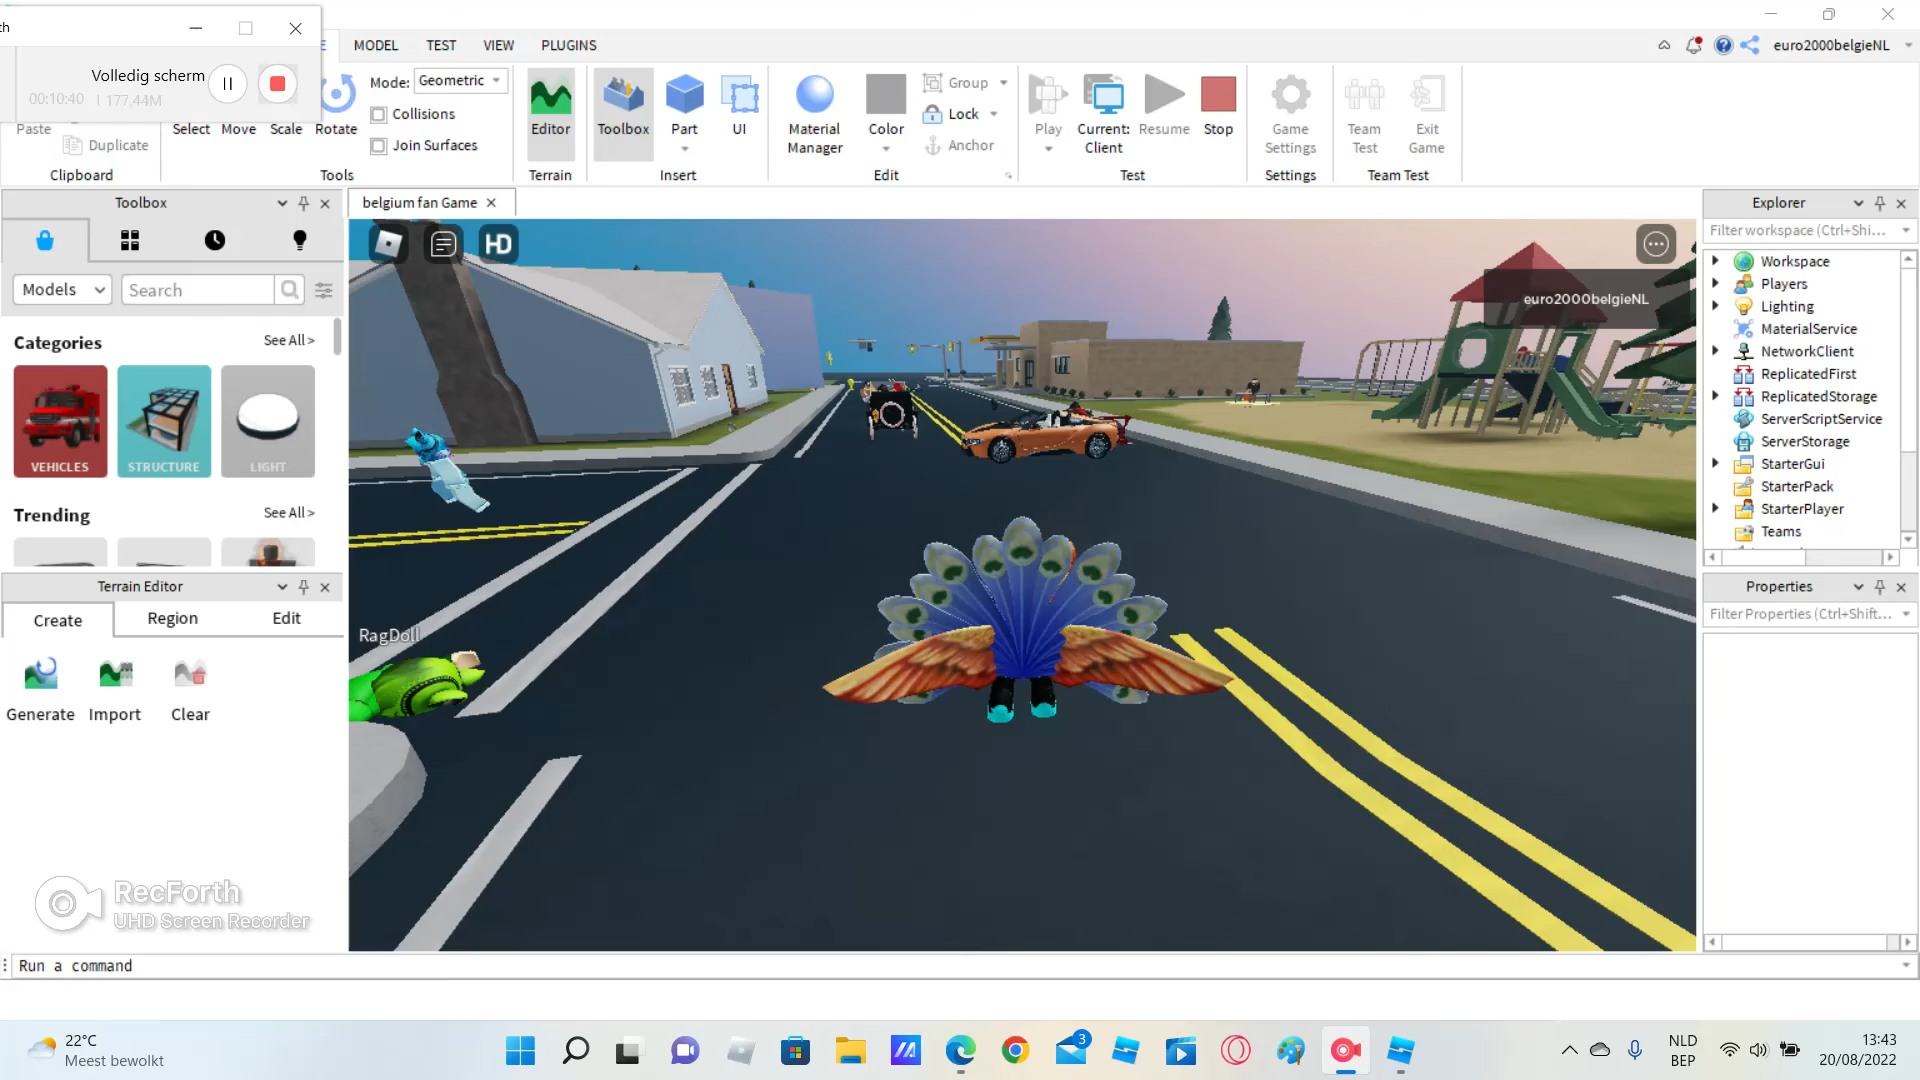 th
Volledig scherm
00:10:40 | 177,44M
MODEL TEST VIEW PLUGINS
euro2000belgieNL
Paste
Duplicate
Clipboard
Select Move Scale Rotate
Mode: Geometric
Collisions
Join Surfaces
Tools
Editor
Terrain
Toolbox Part UI
Insert
Material Manager
Color
Group
Lock
Anchor
Edit
Play
Current: Client
Resume Stop
Test
Game Settings
Settings
Team Test
Exit Game
Team Test
Toolbox
belgium fan Game
Explorer
Filter workspace (Ctrl+Shi...
Models
Search
Categories
See All >
VEHICLES STRUCTURE LIGHT
Trending
See All >
Terrain Editor
Create Region Edit
Generate Import Clear
RecForth
UHD Screen Recorder
HD
euro2000belgieNL
RagDoll
Workspace
Players
Lighting
MaterialService
NetworkClient
ReplicatedFirst
ReplicatedStorage
ServerScriptService
ServerStorage
StarterGui
StarterPack
StarterPlayer
Teams
Properties
Filter Properties (Ctrl+Shift...
Run a command
22°C
Meest bewolkt
3
NLD
BEP
13:43
20/08/2022